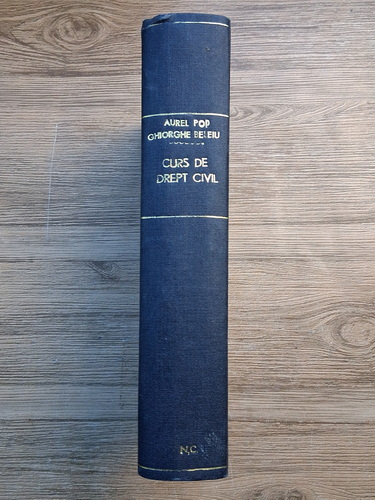 AUREL POP
GHIORGHE BELEIU
CURS DE
DREPT CIVIL
N.C.